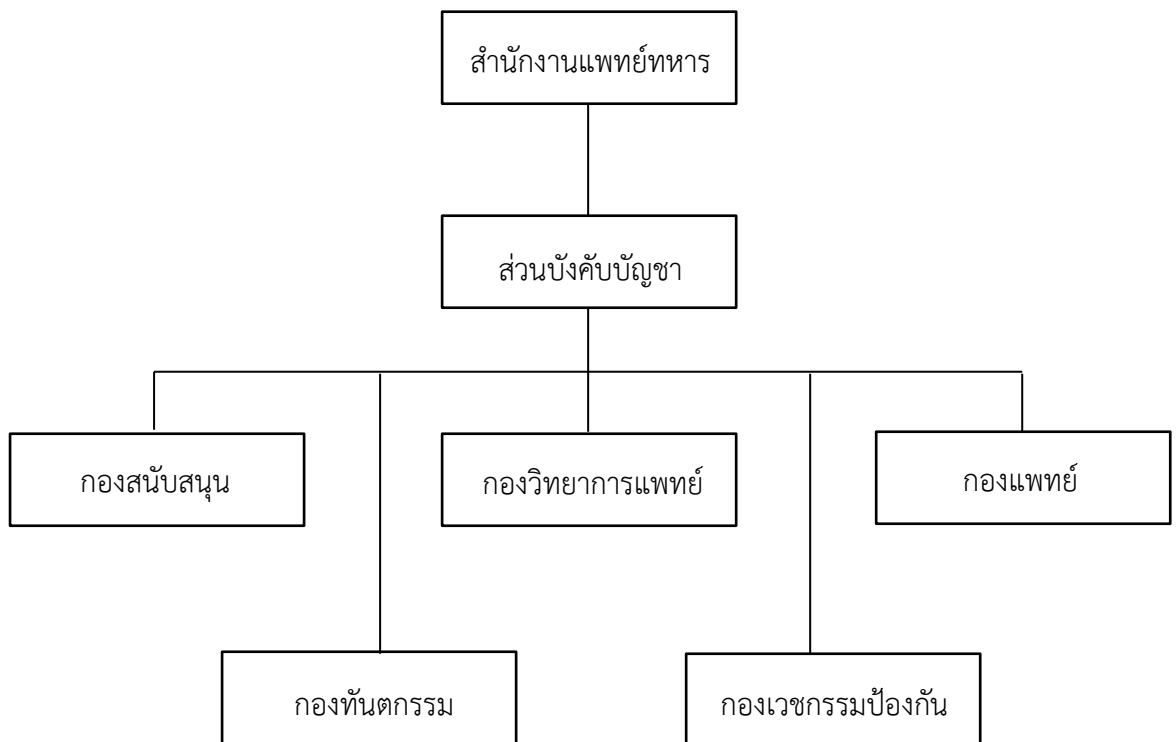 สำนักงานแพทย์ทหาร
ส่วนบังคับบัญชา
กองสนับสนุน
กองวิทยาการแพทย์
กองแพทย์
กองทันตกรรม
กองเวชกรรมป้องกัน